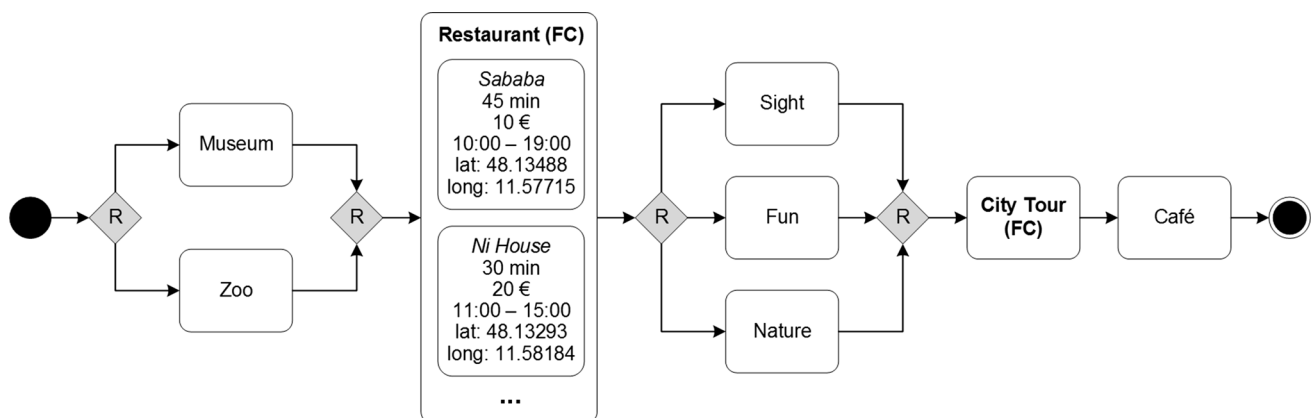 R
Museum
Zoo
R
Restaurant (FC)
Sababa
45 min
10 €
10:00 – 19:00
lat: 48.13488
long: 11.57715
Ni House
30 min
20 €
11:00 – 15:00
lat: 48.13293
long: 11.58184
...
R
Sight
Fun
Nature
R
City Tour
(FC)
Café